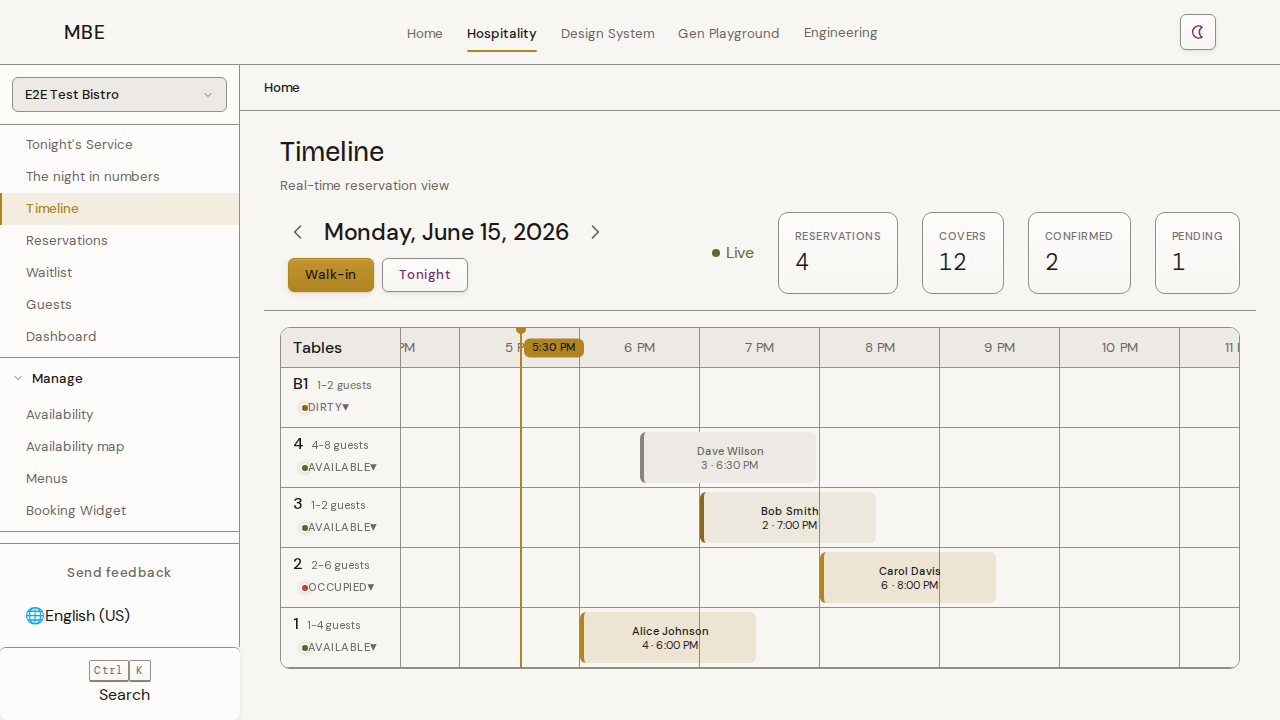 MBE
Home
Hospitality
Design System
Gen Playground
Engineering
E2E Test Bistro
Tonight's Service
The night in numbers
Timeline
Reservations
Waitlist
Guests
Dashboard
Manage
Availability
Availability map
Menus
Booking Widget
Send feedback
English (US)
Ctrl K
Search
Home
Timeline
Real-time reservation view
Monday, June 15, 2026
Walk-in
Tonight
Live
RESERVATIONS
4
COVERS
12
CONFIRMED
2
PENDING
1
Tables
PM
5 P
5:30 PM
6 PM
7 PM
8 PM
9 PM
10 PM
11
B1 1-2 guests
DIRTY▾
4 4-8 guests
AVAILABLE▾
Dave Wilson
3 · 6:30 PM
3 1-2 guests
AVAILABLE▾
Bob Smith
2 · 7:00 PM
2 2-6 guests
OCCUPIED▾
Carol Davis
6 · 8:00 PM
1 1-4 guests
AVAILABLE▾
Alice Johnson
4 · 6:00 PM